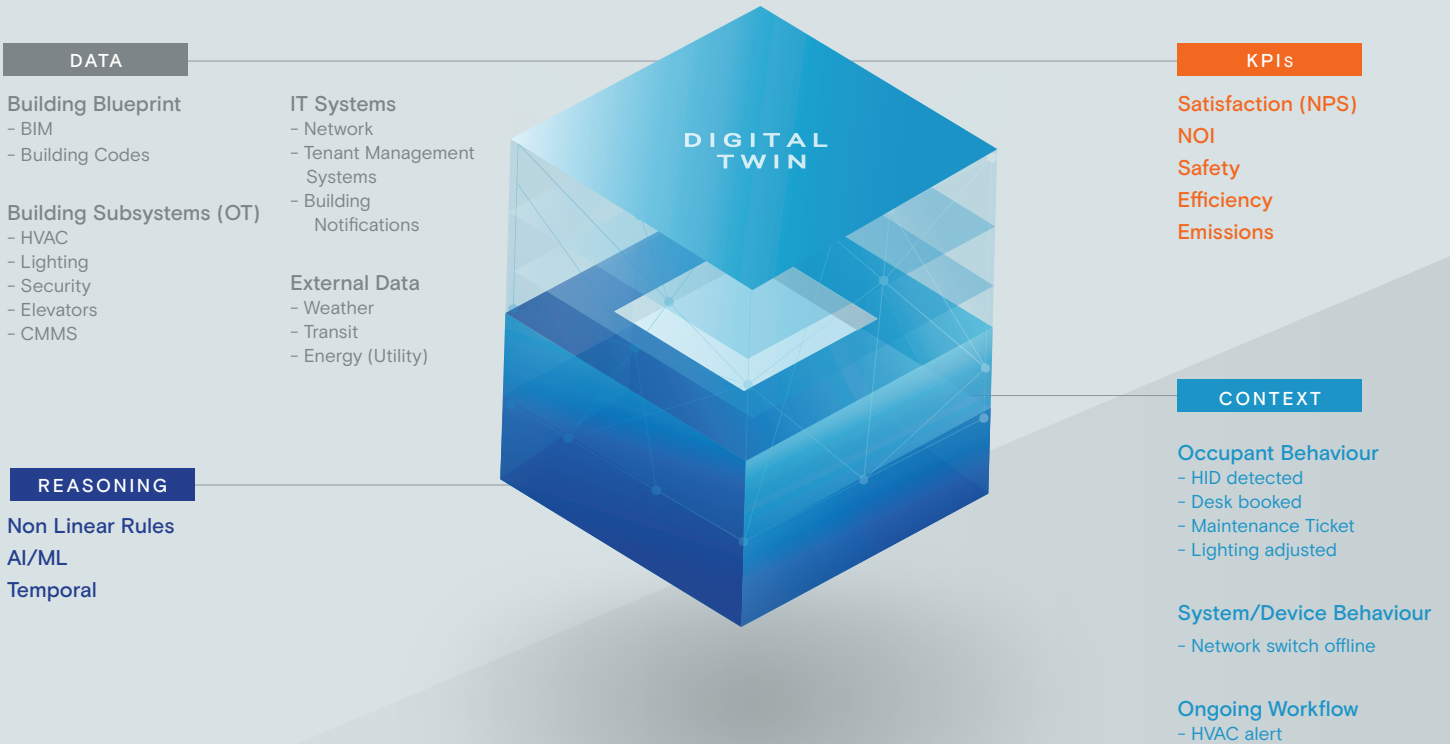 DATA
Building Blueprint
- BIM
- Building Codes
Building Subsystems (OT)
- HVAC
- Lighting
- Security
- Elevators
- CMMS
IT Systems
- Network
- Tenant Management
Systems
- Building
Notifications
External Data
- Weather
- Transit
- Energy (Utility)
REASONING
Non Linear Rules
AI/ML
Temporal
DIGITAL
TWIN
KPIs
Satisfaction (NPS)
NOI
Safety
Efficiency
Emissions
CONTEXT
Occupant Behaviour
- HID detected
- Desk booked
- Maintenance Ticket
- Lighting adjusted
System/Device Behaviour
- Network switch offline
Ongoing Workflow
- HVAC alert